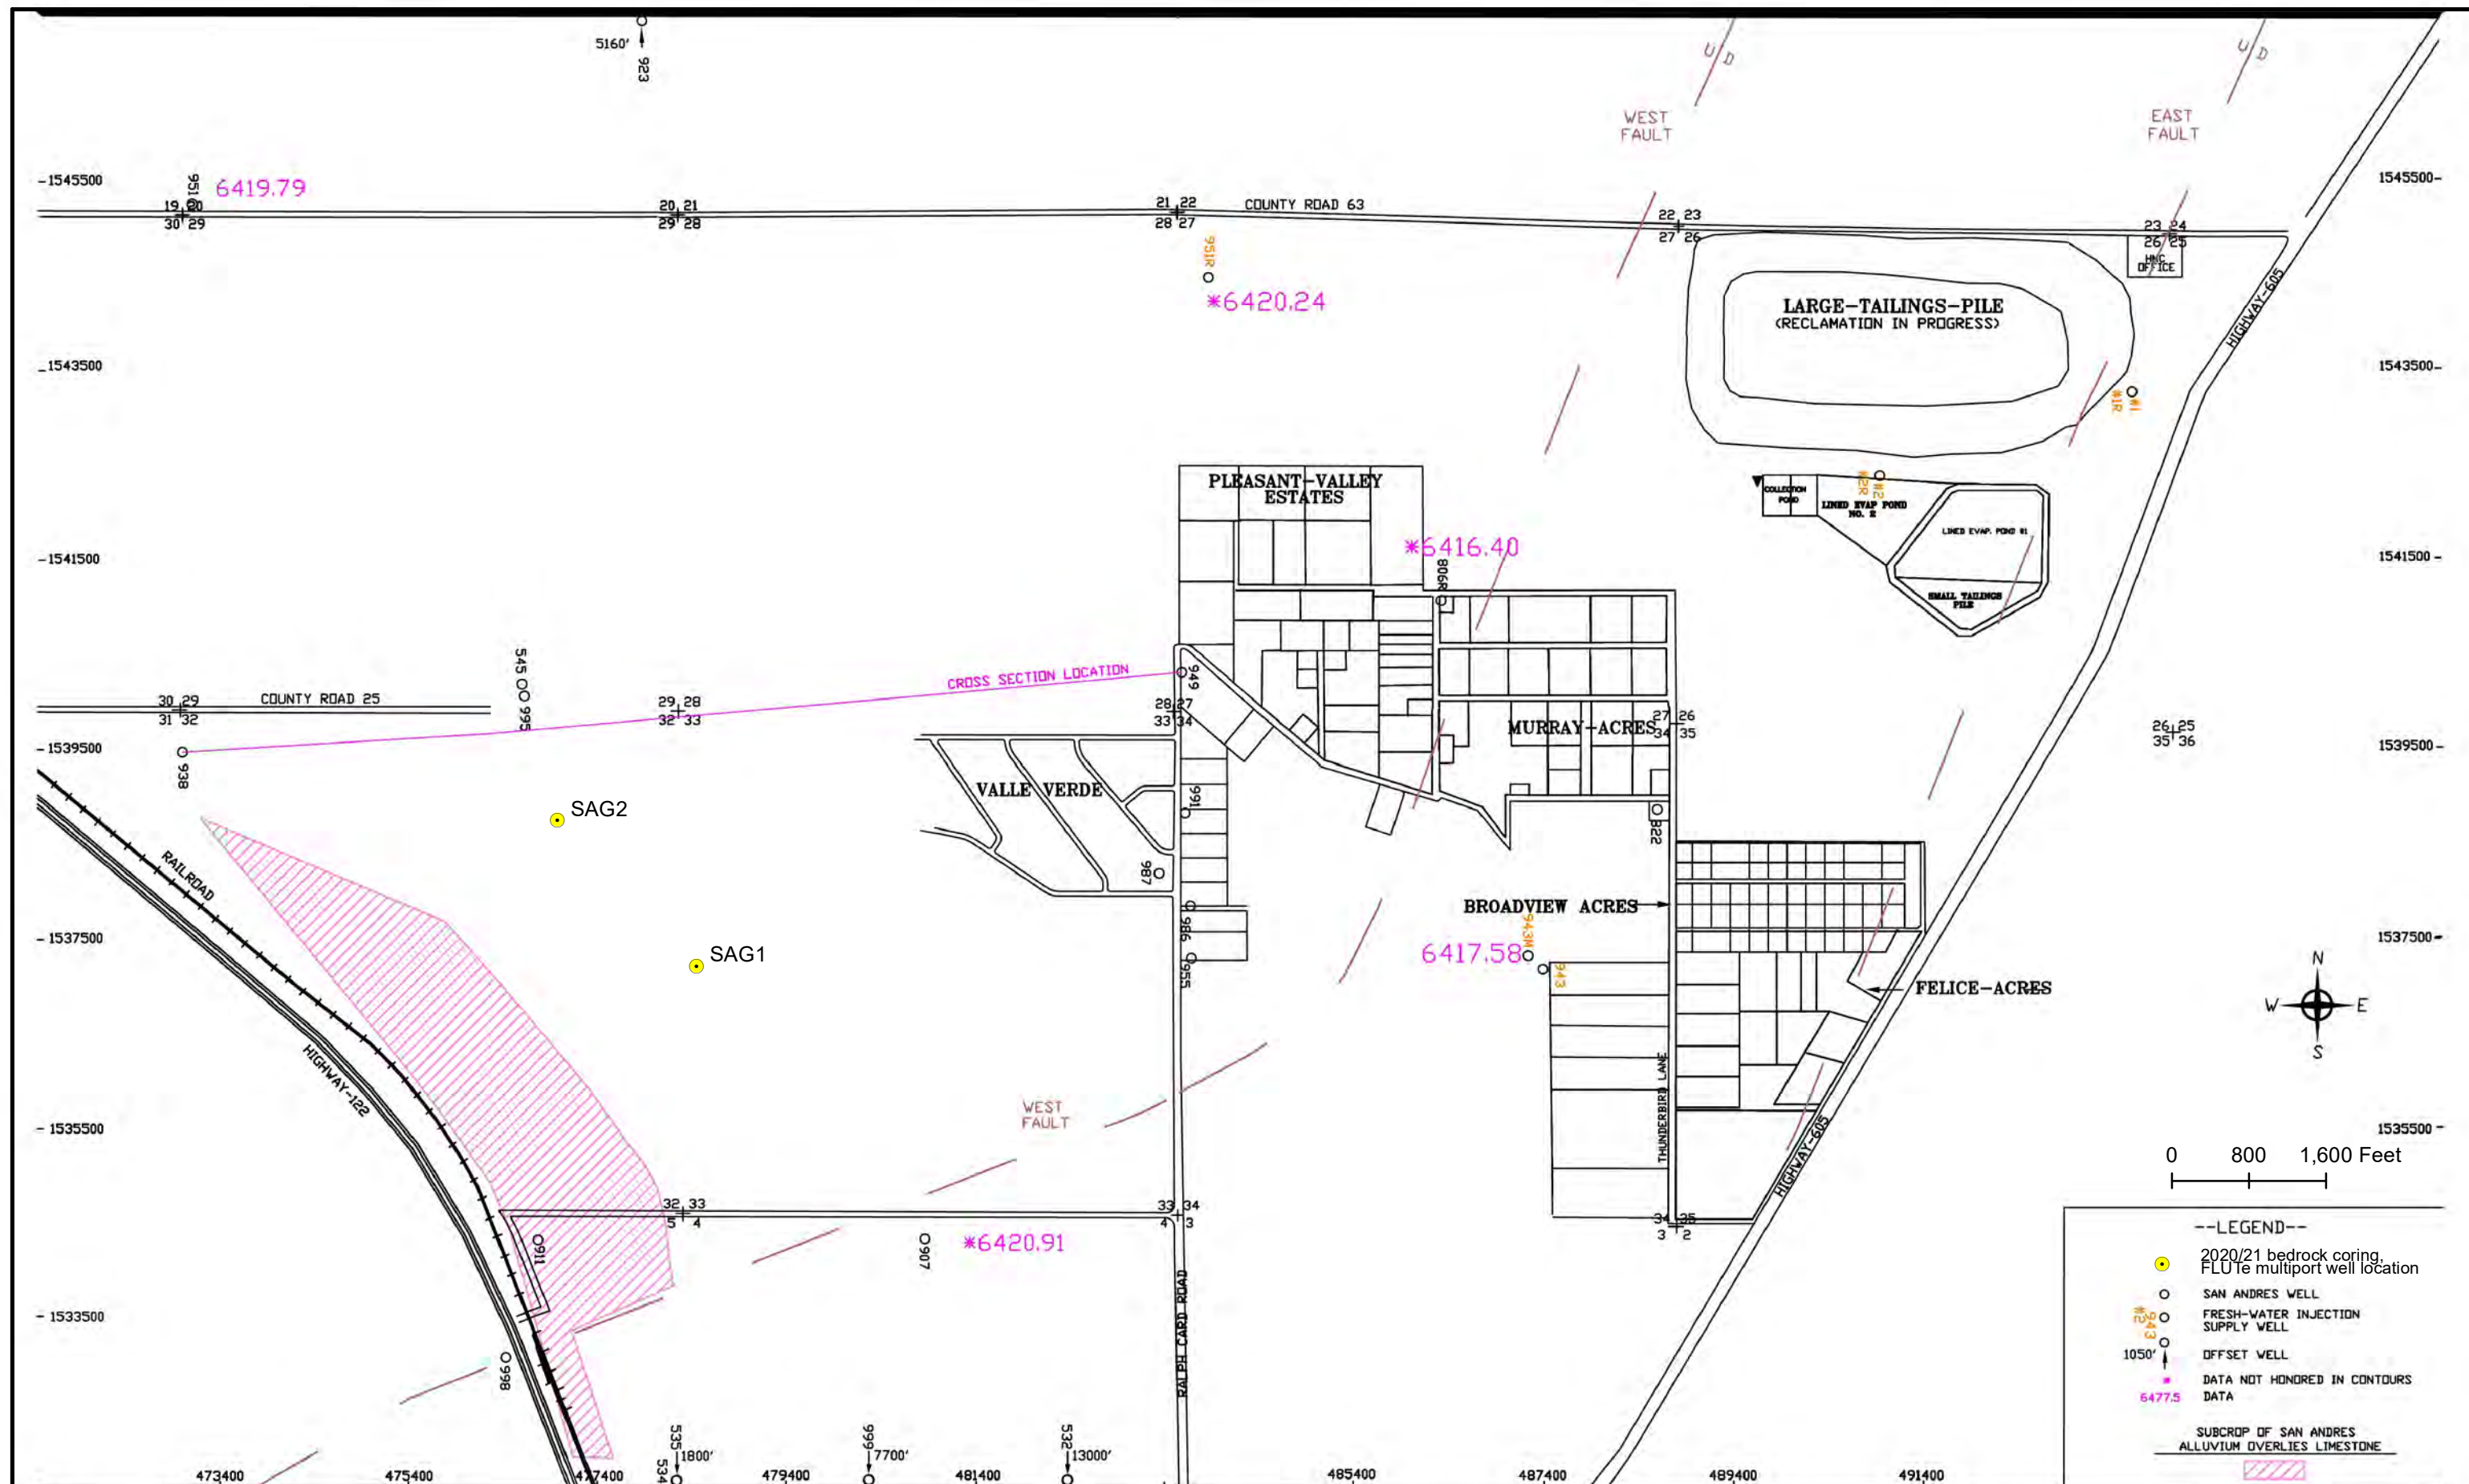 5160'
923
U D
U D
WEST
FAULT
EAST
FAULT
-1545500
951
6419.79
1545500-
19 20
30 29
20 21
29 28
21 22
28 27
COUNTY ROAD 63
22 23
27 26
23 24
26 25
HMC
OFFICE
951R
*6420.24
LARGE-TAILINGS-PILE
(RECLAMATION IN PROGRESS)
HIGHWAY-605
-1543500
1543500-
#1R
#1
PLEASANT-VALLEY
ESTATES
COLLECTION
POND
#2R
#2
LINED EVAP POND
NO. 2
LINED EVAP. POND #1
-1541500
*6416.40
1541500-
806R
SMALL TAILINGS
PILE
545
995
CROSS SECTION LOCATION
949
30 29
31 32
COUNTY ROAD 25
29 28
32 33
28 27
33 34
MURRAY-ACRES
27 26
34 35
26 25
35 36
-1539500
1539500-
938
VALLE VERDE
991
822
SAG2
RAILROAD
987
BROADVIEW ACRES
943M
-1537500
986
1537500-
SAG1
6417.58
955
943
FELICE-ACRES
N
W E
S
HIGHWAY-122
WEST
FAULT
THUNDERBIRD LANE
-1535500
1535500-
HIGHWAY-605
0 800 1,600 Feet
32 33
5 4
33 34
4 3
34 35
3 2
911
907
*6420.91
RALPH CARD ROAD
-1533500
998
535
1800'
534
999
7700'
532
13000'
473400
475400
477400
479400
481400
485400
487400
489400
491400
--LEGEND--
2020/21 bedrock coring,
FLUTe multiport well location
SAN ANDRES WELL
#2
943
FRESH-WATER INJECTION
SUPPLY WELL
1050'
OFFSET WELL
* DATA NOT HONORED IN CONTOURS
6477.5 DATA
SUBCROP OF SAN ANDRES
ALLUVIUM OVERLIES LIMESTONE